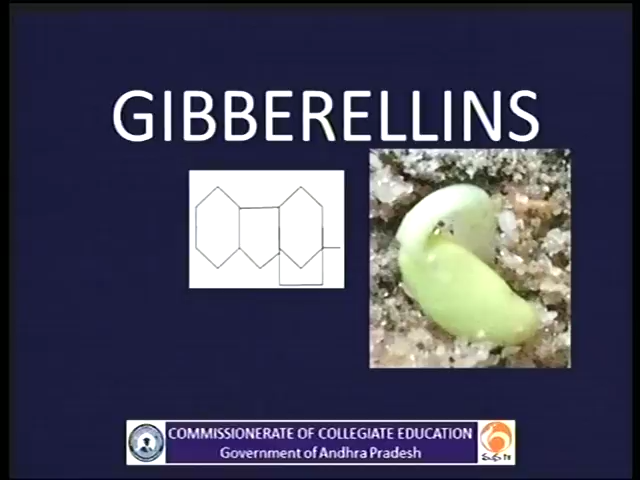 GIBBERELLINS
COMMISSIONERATE OF COLLEGIATE EDUCATION
Government of Andhra Pradesh